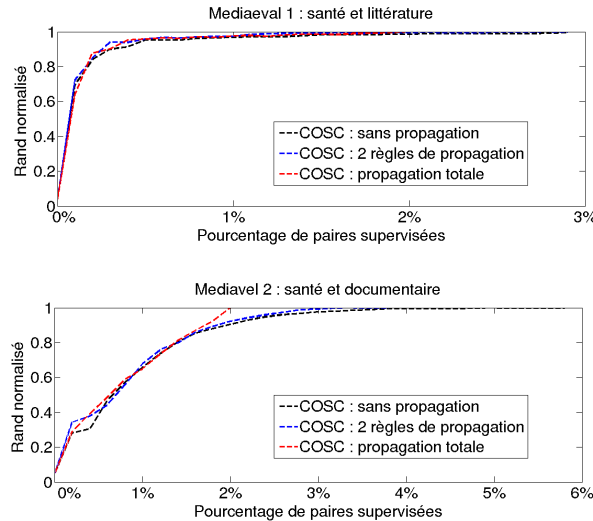 Mediaeval 1 : santé et littérature
1
0.8
0.6
0.4
0.2
0
Rand normalisé
COSC : sans propagation
COSC : 2 règles de propagation
COSC : propagation totale
0% 1% 2% 3%
Pourcentage de paires supervisées
Mediavel 2 : santé et documentaire
1
0.8
0.6
0.4
0.2
0
Rand normalisé
COSC : sans propagation
COSC : 2 règles de propagation
COSC : propagation totale
0% 1% 2% 3% 4% 5% 6%
Pourcentage de paires supervisées